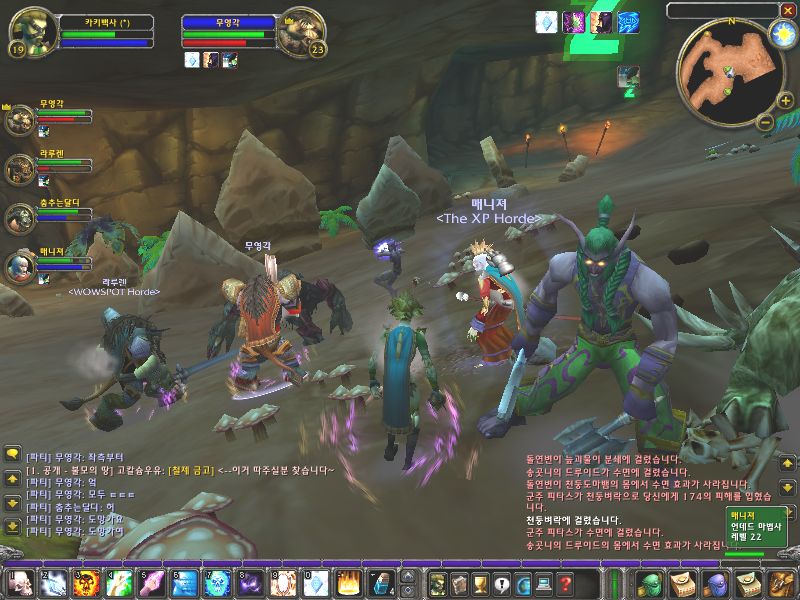 카키백사 (*)
19
무영각
23
N
Z
Z
무영각
라루렌
춤추는달디
매니져
매니져
<The XP Horde>
무영각
라루렌
<WOWSPOT Horde>
[파티] 무영각: 좌측부터
[1. 공개 - 불모의 땅] 고칼슘우유: [철제 금고] <--이거 따주실분 찾습니다~
[파티] 무영각: 엌
[파티] 무영각: 모두 ㅌㅌㅌ
[파티] 춤추는달디: 허
[파티] 무영각: 도망가요
[파티] 무영각: 도망가여
돌연변이 늪괴물이 분쇄에 걸렸습니다.
송곳니의 드루이드가 수면에 걸렸습니다.
돌연변이 천둥도마뱀의 몸에서 수면 효과가 사라집니다.
군주 피타스가 천둥벼락으로 당신에게 174의 피해를 입혔습니다.
천둥벼락에 걸렸습니다.
군주 피타스가 수면에 걸렸습니다.
송곳니의 드루이드의 몸에서 수면 효과가 사라집니다.
매니져
언데드 마법사
레벨 22